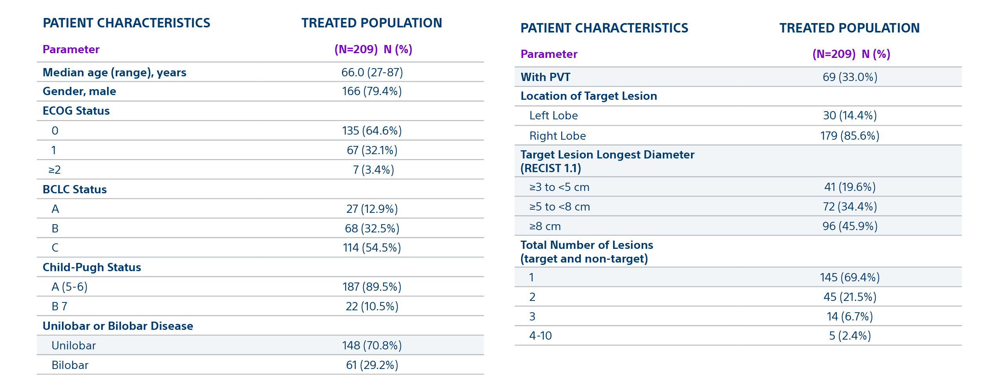 PATIENT CHARACTERISTICS TREATED POPULATION
Parameter (N=209) N (%)
Median age (range), years 66.0 (27-87)
Gender, male 166 (79.4%)
ECOG Status
0 135 (64.6%)
1 67 (32.1%)
≥2 7 (3.4%)
BCLC Status
A 27 (12.9%)
B 68 (32.5%)
C 114 (54.5%)
Child-Pugh Status
A (5-6) 187 (89.5%)
B 7 22 (10.5%)
Unilobar or Bilobar Disease
Unilobar 148 (70.8%)
Bilobar 61 (29.2%)
PATIENT CHARACTERISTICS TREATED POPULATION
Parameter (N=209) N (%)
With PVT 69 (33.0%)
Location of Target Lesion
Left Lobe 30 (14.4%)
Right Lobe 179 (85.6%)
Target Lesion Longest Diameter
(RECIST 1.1)
≥3 to <5 cm 41 (19.6%)
≥5 to <8 cm 72 (34.4%)
≥8 cm 96 (45.9%)
Total Number of Lesions
(target and non-target)
1 145 (69.4%)
2 45 (21.5%)
3 14 (6.7%)
4-10 5 (2.4%)